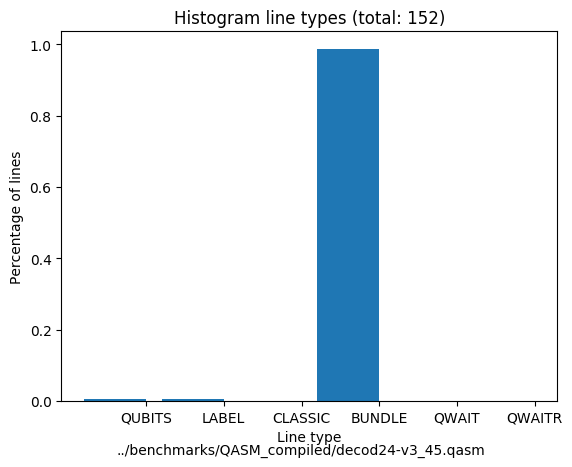 Histogram line types (total: 152)
Percentage of lines
1.0
0.8
0.6
0.4
0.2
0.0
QUBITS LABEL CLASSIC BUNDLE QWAIT QWAITR
Line type
../benchmarks/QASM_compiled/decod24-v3_45.qasm